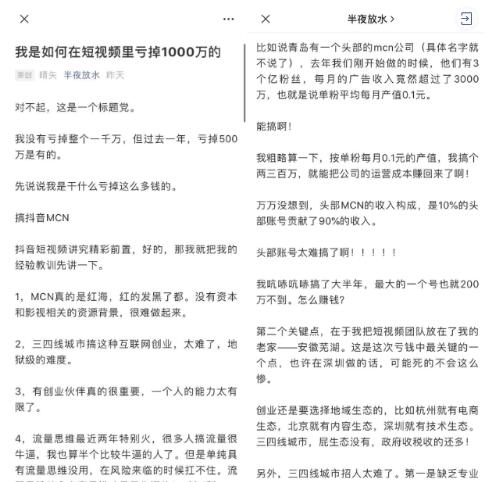 我是如何在短视频里亏掉1000万的
晴矢 半夜放水 昨天
对不起，这是一个标题党。
我没有亏掉整个一千万，但过去一年，亏掉500
万是有的。
先说说我是干什么亏掉这么多钱的。
搞抖音MCN
抖音短视频讲究精彩前置，好的，那我就把我的
经验教训先讲一下。
1，MCN真的是红海，红的发黑了都。没有资本
和影视相关的资源背景，很难做起来。
2，三四线城市搞这种互联网创业，太难了，地
狱级的难度。
3，有创业伙伴真的很重要，一个人的能力太有
限了。
4，流量思维最近两年特别火，很多人搞流量很
牛逼，我也算半个比较牛逼的人了。但是单纯具
有流量思维没用，在风险来临的时候扛不住。流
半夜放水
比如说青岛有一个头部的mcn公司（具体名字就
不说了），去年我们刚开始做的时候，他们有3
个亿粉丝，每月的广告收入竟然超过了3000
万，也就是说单粉平均每月产值0.1元。
能搞啊！
我粗略算一下，按单粉每月0.1元的产值，我搞个
两三百万，就能把公司的运营成本赚回来了啊！
万万没想到，头部MCN的收入构成，是10%的头
部账号贡献了90%的收入。
头部账号太难搞了啊！！！！！
我吭哧吭哧搞了大半年，最大的一个号也就200
万不到。怎么赚钱？
第二个关键点，在于我把短视频团队放在了我的
老家——安徽芜湖。这是这次亏钱中最关键的一
个点，也许在深圳做的话，可能死的不会这么
惨。
创业还是要选择地域生态的，比如杭州就有电商
生态，北京就有内容生态，深圳就有技术生态。
三四线城市，屁生态没有，政府收税收的还多！
另外，三四线城市招人太难了。第一是缺乏专业